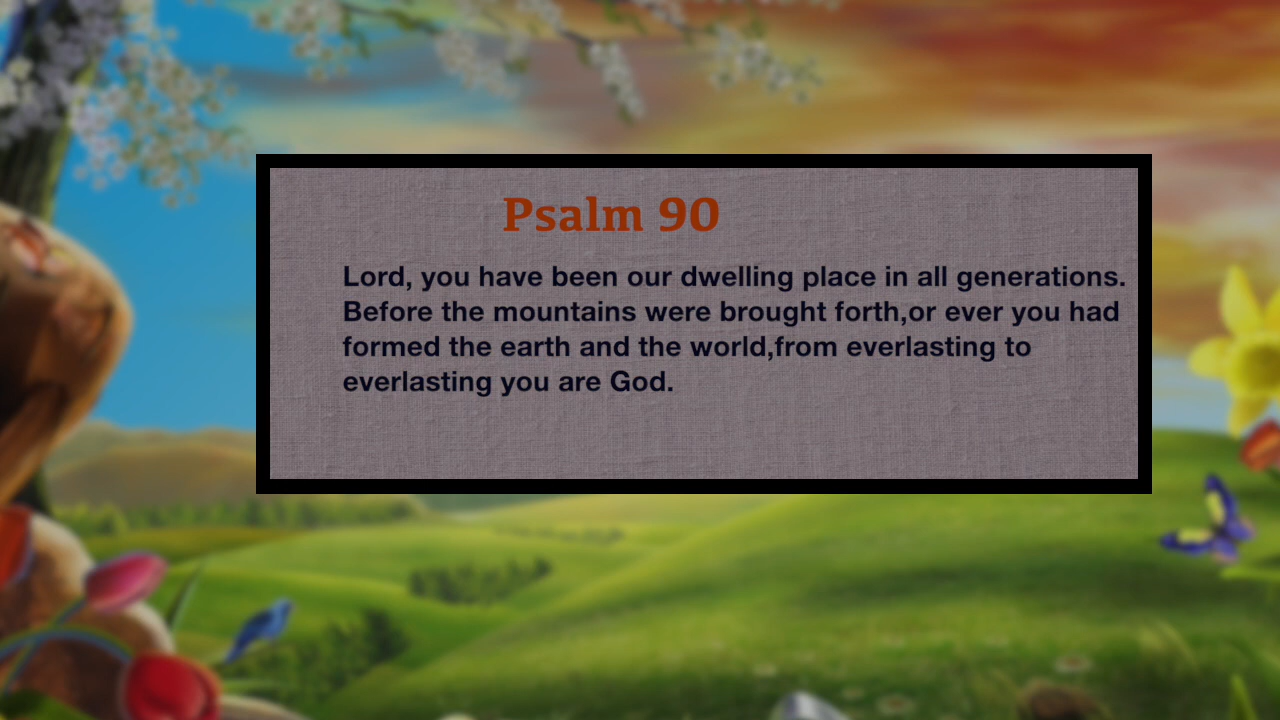 Psalm 90
Lord, you have been our dwelling place in all generations.
Before the mountains were brought forth,or ever you had
formed the earth and the world,from everlasting to
everlasting you are God.